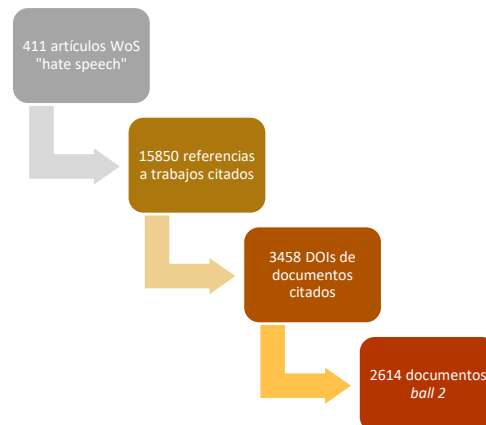 411 artículos WoS
"hate speech"
15850 referencias
a trabajos citados
3458 DOIs de
documentos
citados
2614 documentos
ball 2